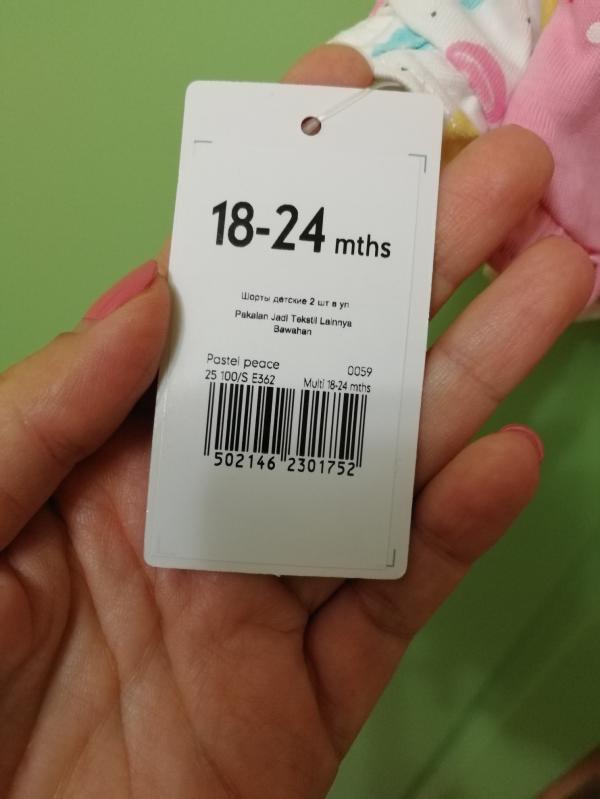 18-24 mths
Шорты детские 2 шт в уп
Pakaian Jadi Tekstil Lainnya
Bawahan
Pastel peace 0059
25 100/S E362 Multi 18-24 mths
502146 2301752